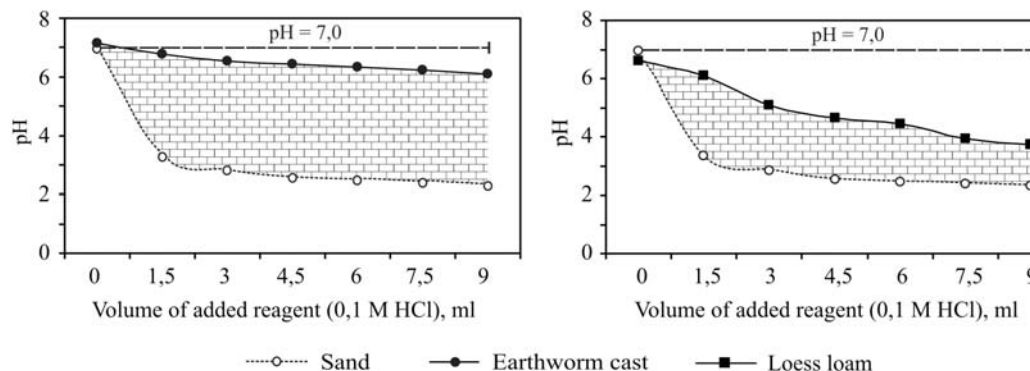 8
6
4
2
0
pH
pH = 7,0
0 1,5 3 4,5 6 7,5 9
Volume of added reagent (0,1 M HCl), ml
8
6
4
2
0
pH
pH = 7,0
0 1,5 3 4,5 6 7,5 9
Volume of added reagent (0,1 M HCl), ml
Sand Earthworm cast Loess loam